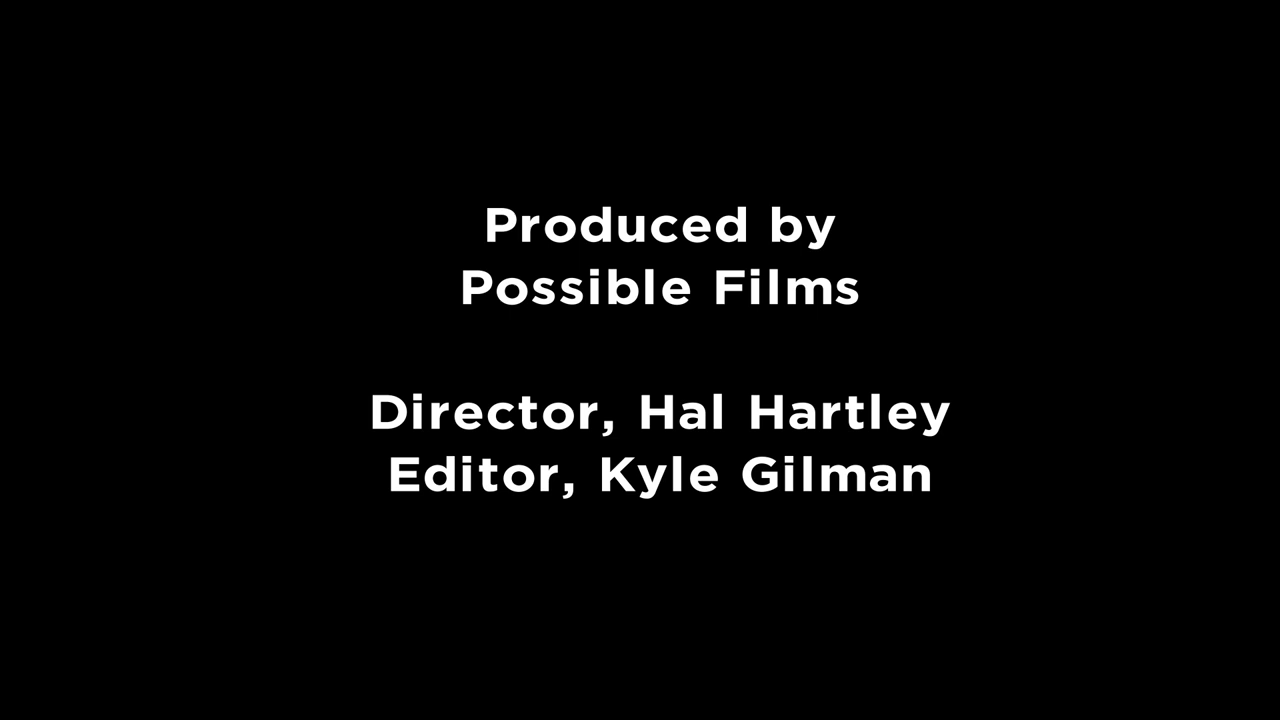 Produced by
Possible Films
Director, Hal Hartley
Editor, Kyle Gilman